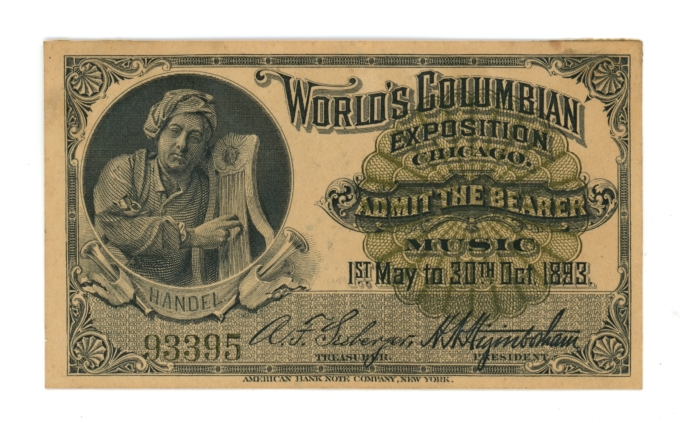 WORLD'S COLUMBIAN
EXPOSITION
CHICAGO.
ADMIT THE BEARER
MUSIC
1ST May to 30TH Oct. 1893.
HANDEL
93395
A. F. Seeberger,
TREASURER.
H. N. Higinbotham
PRESIDENT.
AMERICAN BANK NOTE COMPANY, NEW YORK.